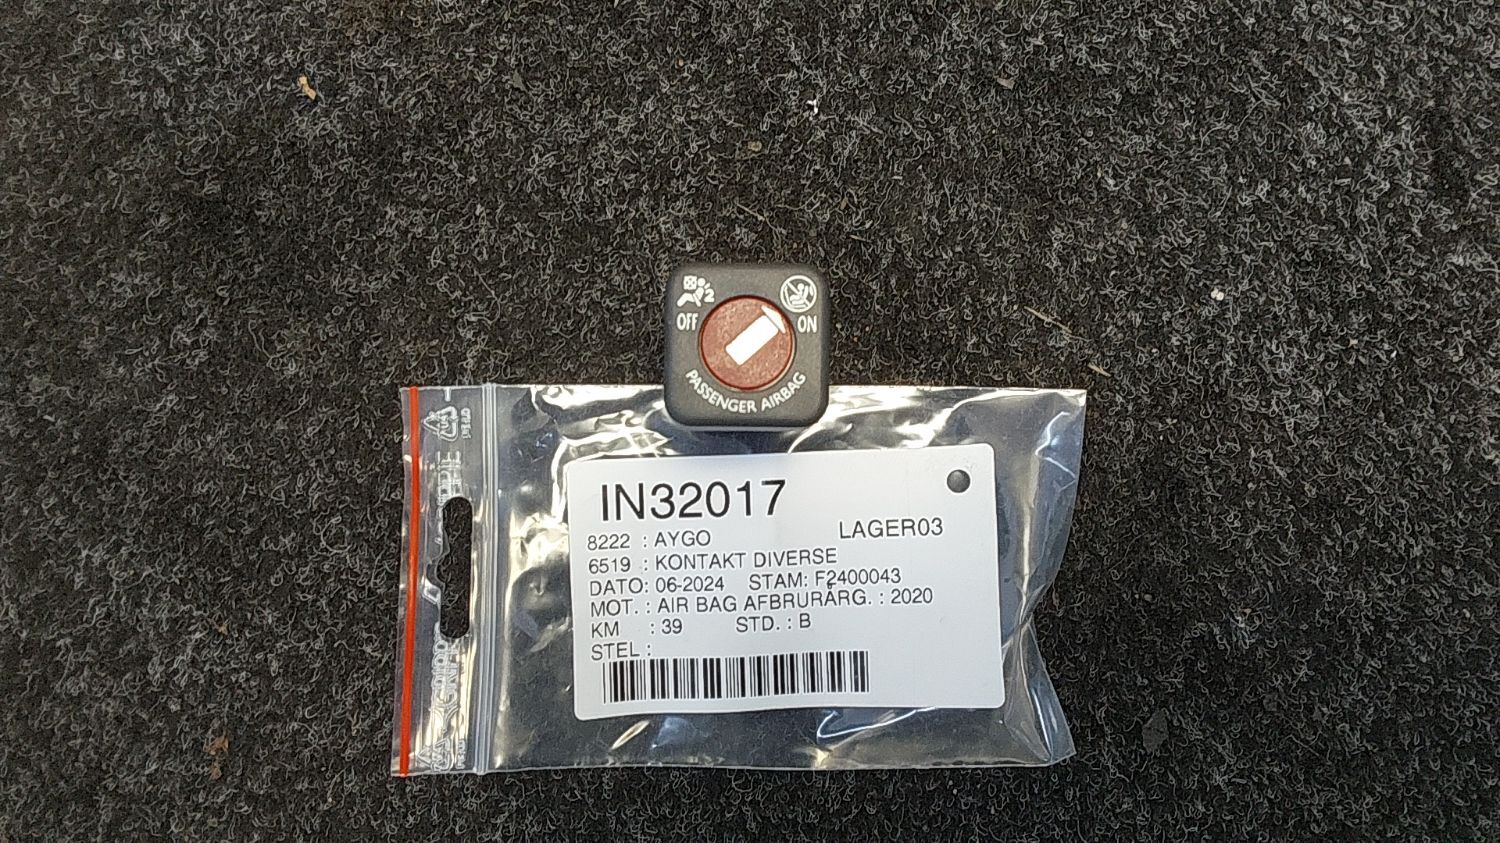 2
OFF
ON
PASSENGER AIRBAG
IN32017
LAGER03
8222 : AYGO
6519 : KONTAKT DIVERSE
DATO: 06-2024 STAM: F2400043
MOT. : AIR BAG AFBRURÅRG. : 2020
KM : 39 STD. : B
STEL :